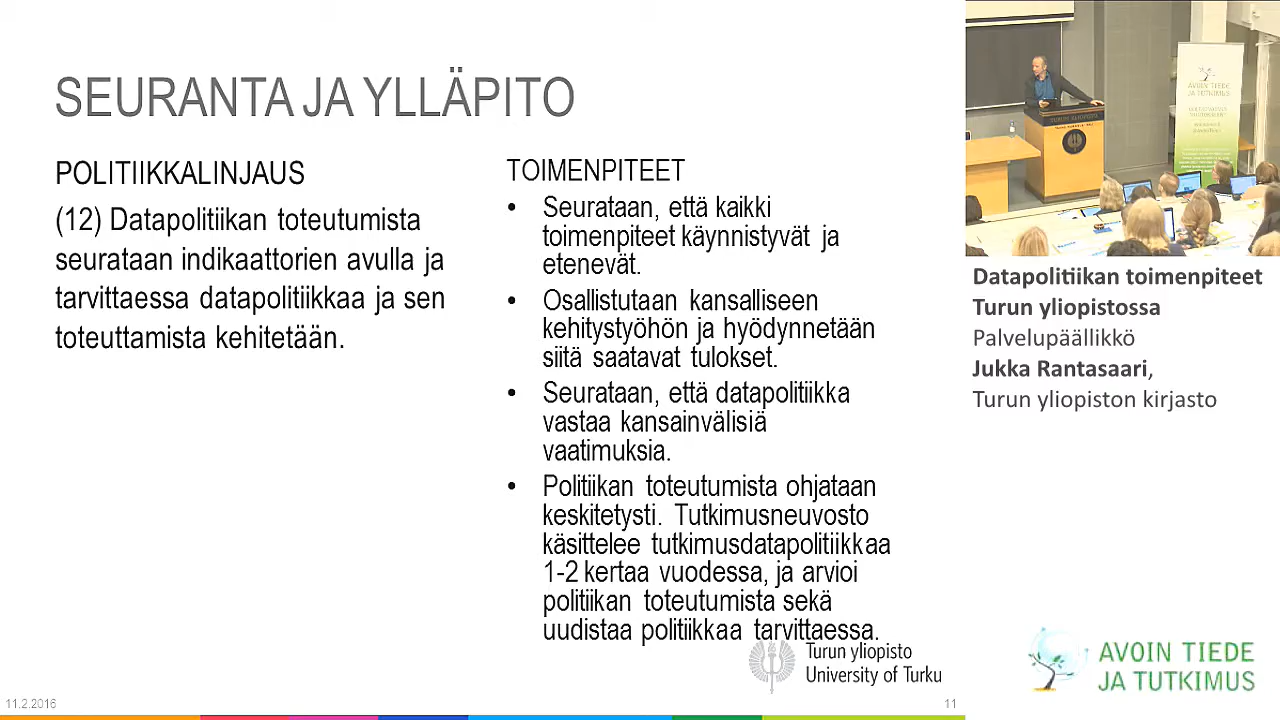 SEURANTA JA YLLÄPITO
POLITIIKKALINJAUS
(12) Datapolitiikan toteutumista
seurataan indikaattorien avulla ja
tarvittaessa datapolitiikkaa ja sen
toteuttamista kehitetään.
TOIMENPITEET
• Seurataan, että kaikki
toimenpiteet käynnistyvät ja
etenevät.
• Osallistutaan kansalliseen
kehitystyöhön ja hyödynnetään
siitä saatavat tulokset.
• Seurataan, että datapolitiikka
vastaa kansainvälisiä
vaatimuksia.
• Politiikan toteutumista ohjataan
keskitetysti. Tutkimusneuvosto
käsittelee tutkimusdatapolitiikkaa
1-2 kertaa vuodessa, ja arvioi
politiikan toteutumista sekä
uudistaa politiikkaa tarvittaessa.
Turun yliopisto
University of Turku
11.2.2016
11
AVOIN TIEDE
JA TUTKIMUS
Datapolitiikan toimenpiteet
Turun yliopistossa
Palvelupäällikkö
Jukka Rantasaari,
Turun yliopiston kirjasto
AVOIN TIEDE
JA TUTKIMUS